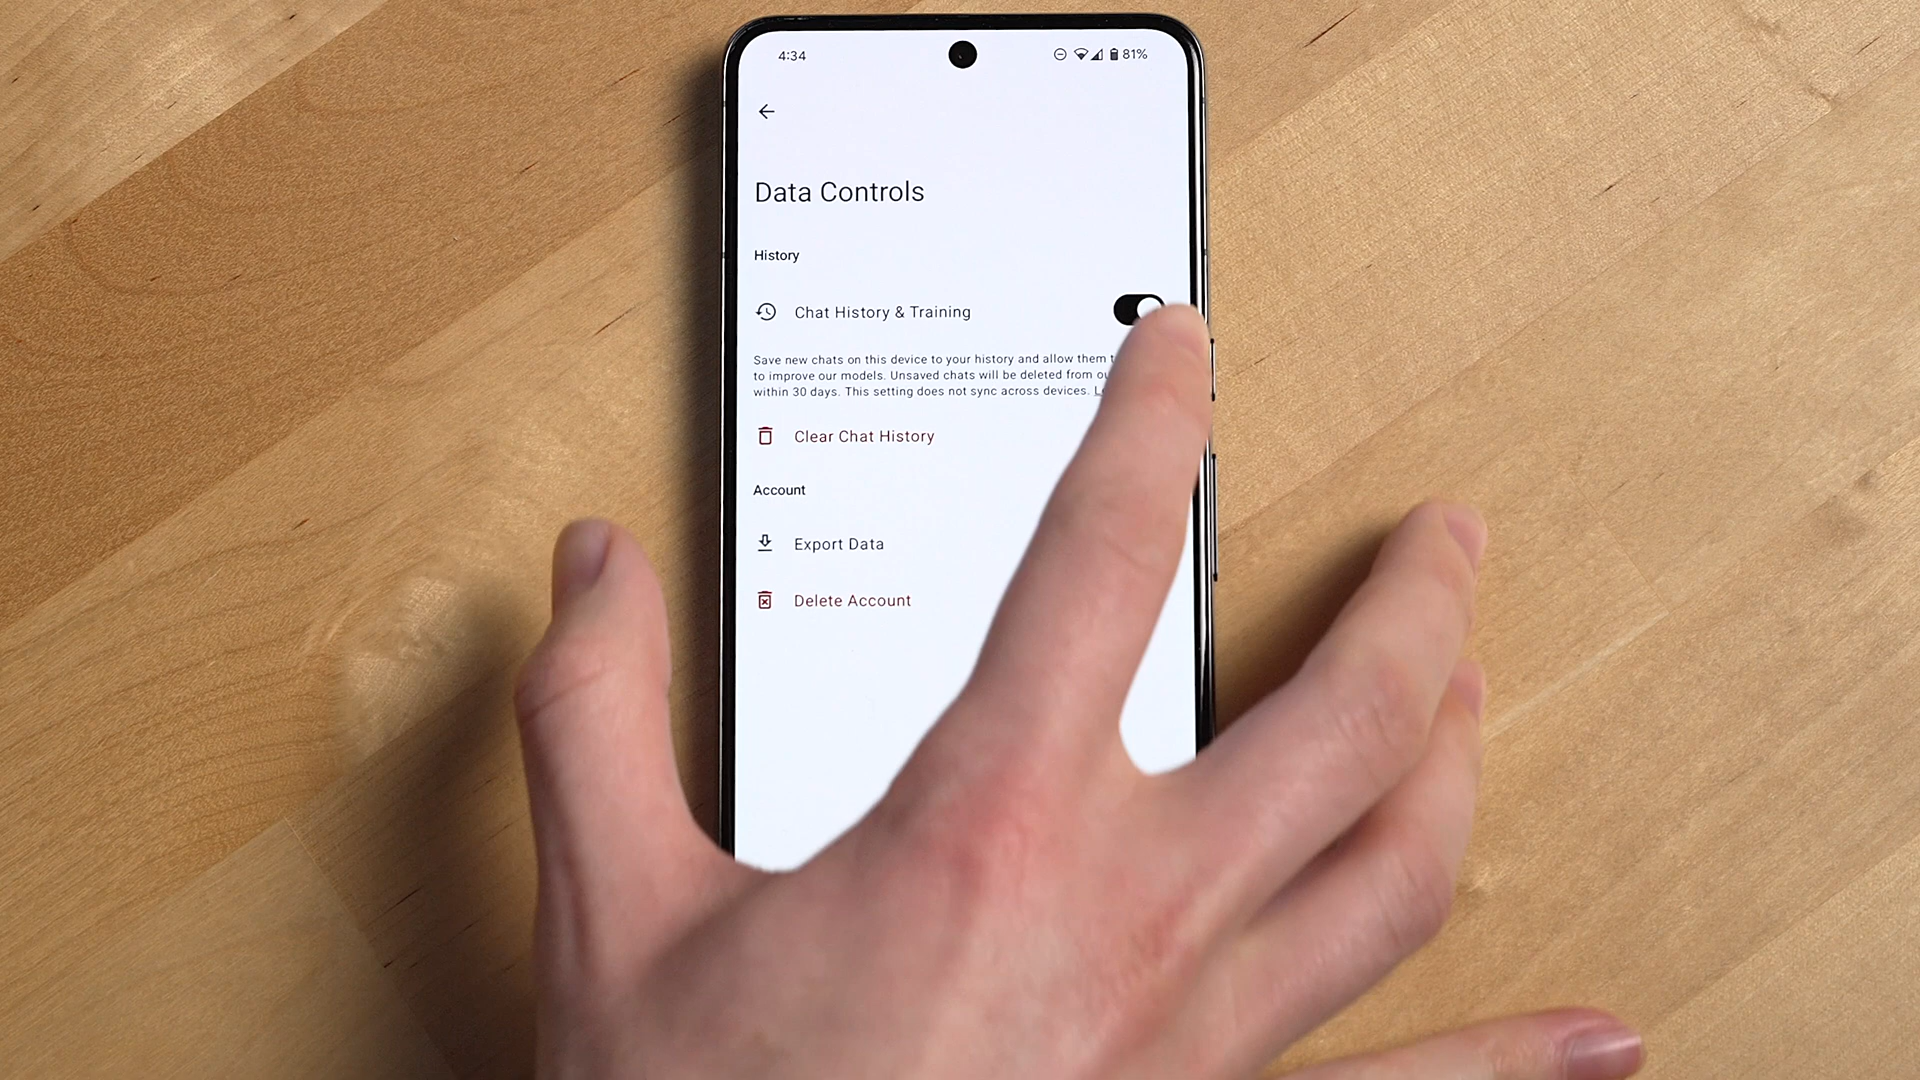 4:34
81%
Data Controls
History
Chat History & Training
Save new chats on this device to your history and allow them
to improve our models. Unsaved chats will be deleted from
within 30 days. This setting does not sync across devices.
Clear Chat History
Account
Export Data
Delete Account